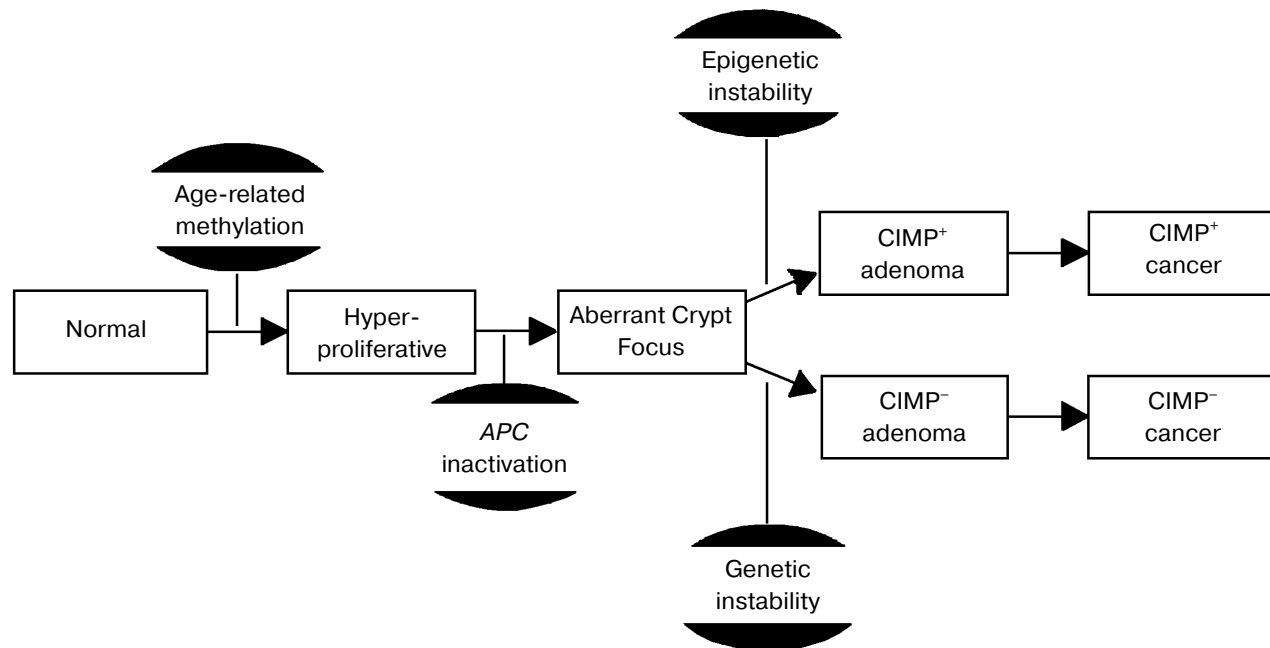 Epigenetic
instability
Age-related
methylation
CIMP⁺
adenoma
CIMP⁺
cancer
Normal
Hyper-
proliferative
Aberrant Crypt
Focus
CIMP⁻
adenoma
CIMP⁻
cancer
APC
inactivation
Genetic
instability